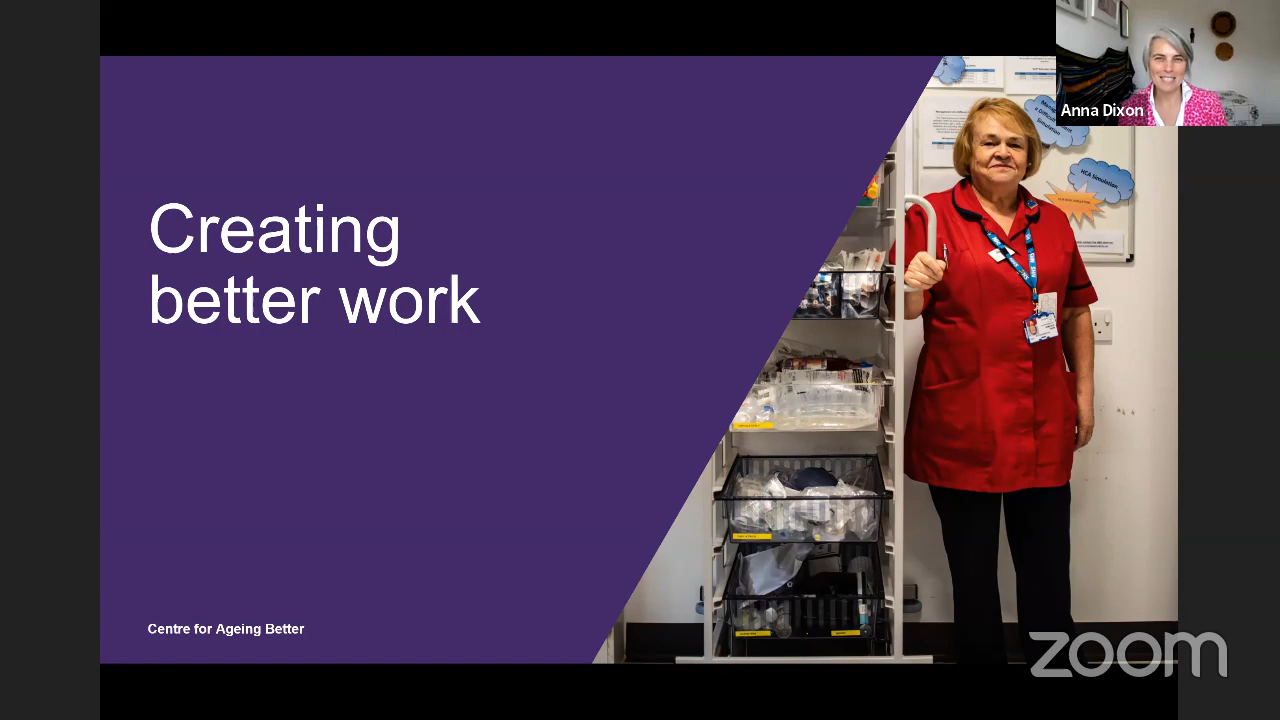 Creating
better work
Centre for Ageing Better
Anna Dixon
HCA Simulation
zoom